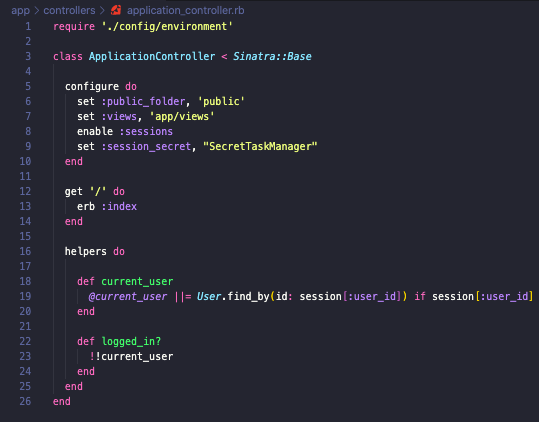 app > controllers > application_controller.rb
1 require './config/environment'
2
3 class ApplicationController < Sinatra::Base
4
5   configure do
6     set :public_folder, 'public'
7     set :views, 'app/views'
8     enable :sessions
9     set :session_secret, "SecretTaskManager"
10   end
11
12   get '/' do
13     erb :index
14   end
15
16   helpers do
17
18     def current_user
19       @current_user ||= User.find_by(id: session[:user_id]) if session[:user_id]
20     end
21
22     def logged_in?
23       !!current_user
24     end
25   end
26 end